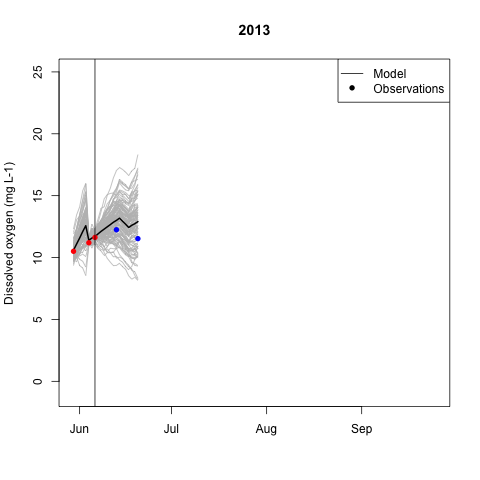 2013
Dissolved oxygen (mg L-1)
25
20
15
10
5
0
Model
Observations
Jun
Jul
Aug
Sep